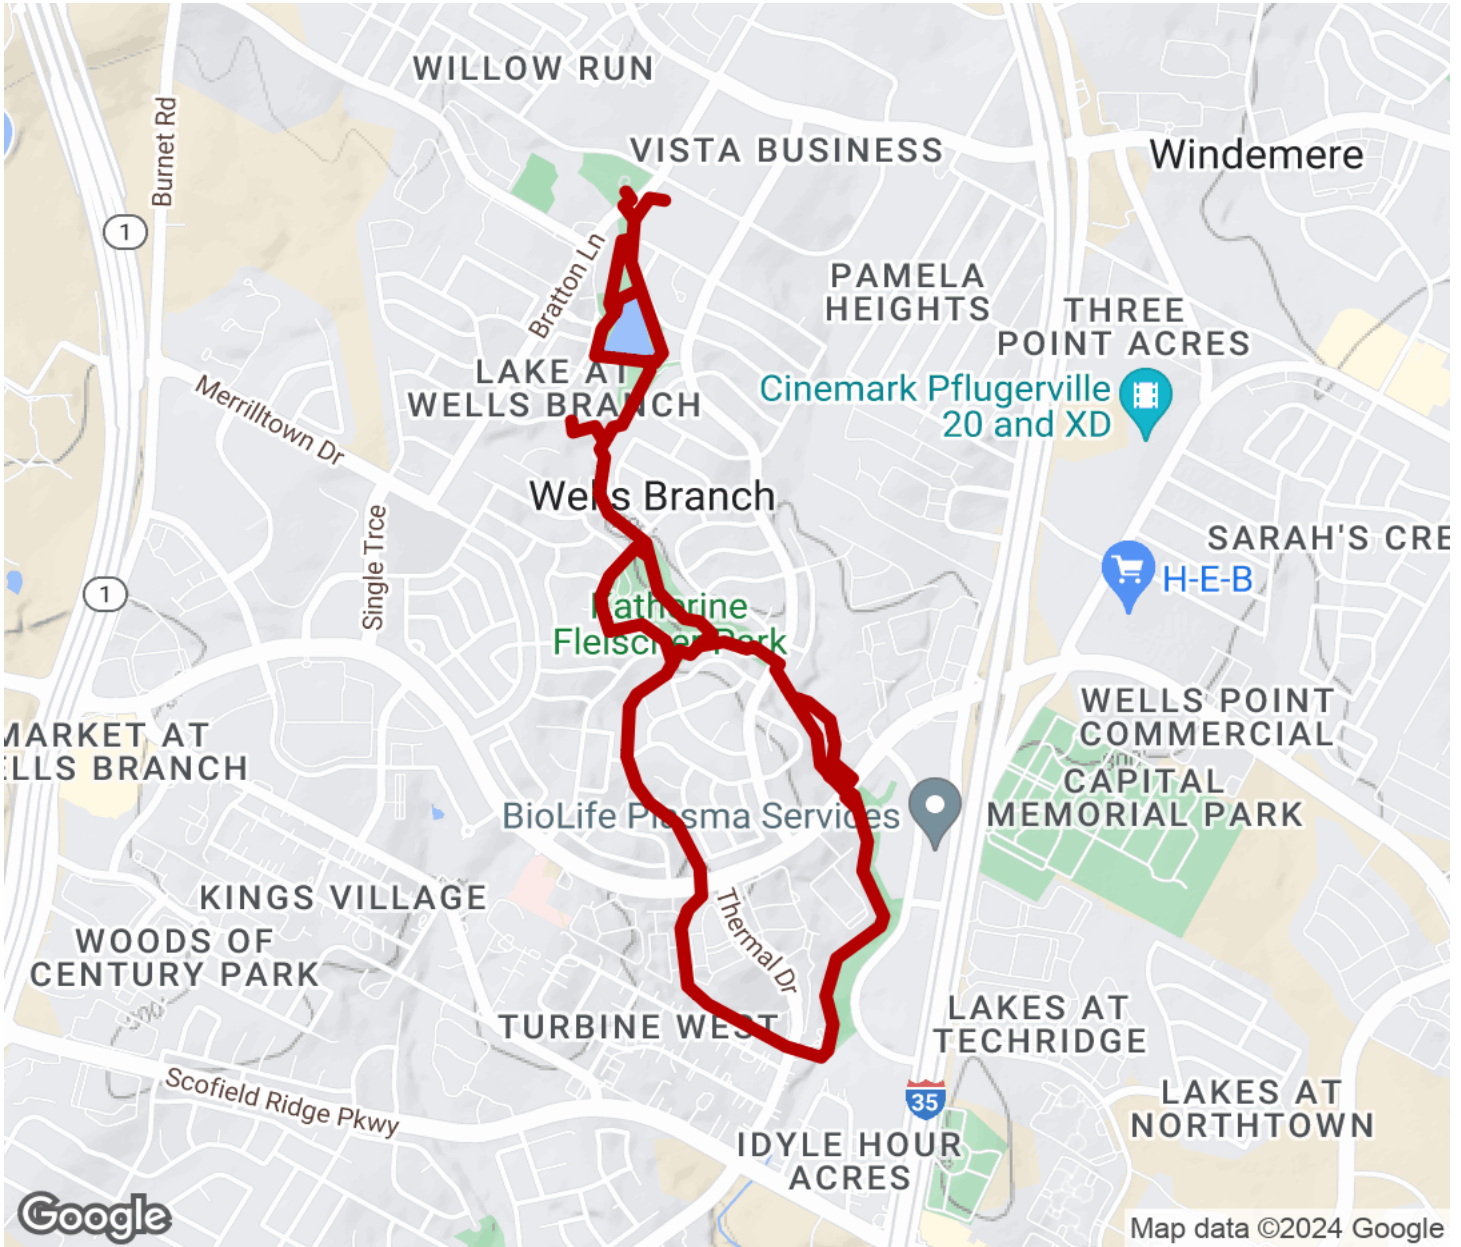 WILLOW RUN
VISTA BUSINESS
Windemere
Burnet Rd
1
Bratton Ln
PAMELA
HEIGHTS
THREE
POINT ACRES
LAKE AT
WELLS BRANCH
Cinemark Pflugerville
20 and XD
Merrilltown Dr
Wells Branch
Single Trce
SARAH'S CRE
H-E-B
1
Katherine
Fleischer Park
WELLS POINT
COMMERCIAL
MARKET AT
ELLS BRANCH
CAPITAL
MEMORIAL PARK
BioLife Plasma Services
KINGS VILLAGE
Thermal Dr
WOODS OF
CENTURY PARK
TURBINE WEST
LAKES AT
TECHRIDGE
Scofield Ridge Pkwy
35
LAKES AT
NORTHTOWN
IDYLE HOUR
ACRES
Google
Map data ©2024 Google